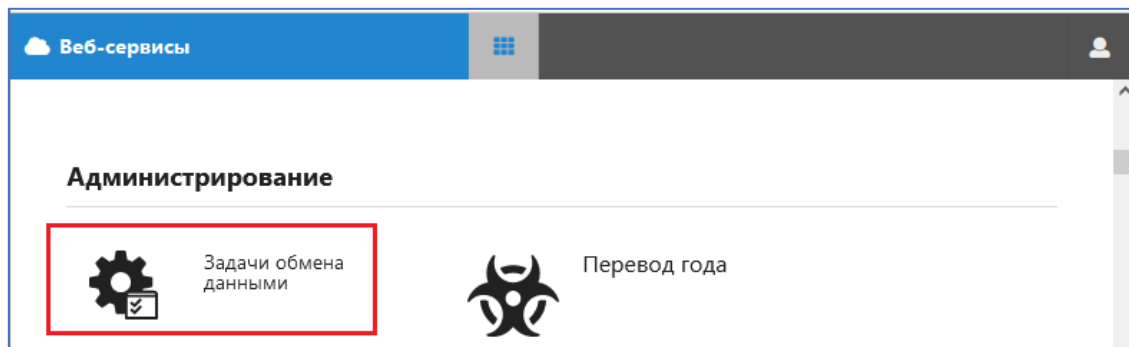 Веб-сервисы
Администрирование
Задачи обмена
данными
Перевод года